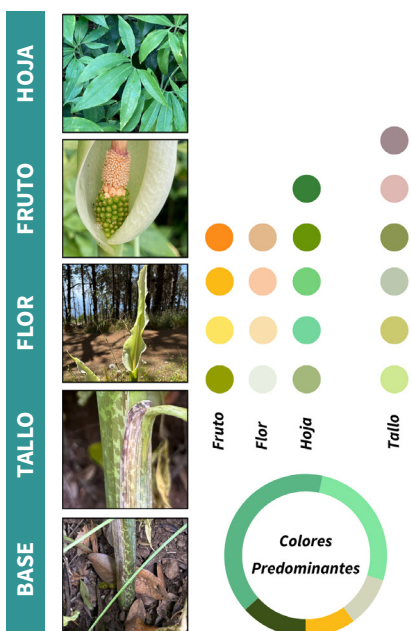 HOJA
FRUTO
FLOR
TALLO
BASE
Fruto
Flor
Hoja
Tallo
Colores
Predominantes